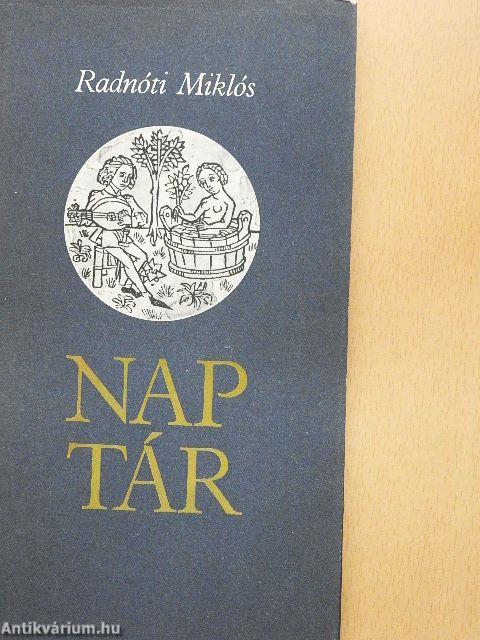 Radnóti Miklós
NAP
TÁR
Antikvárium.hu